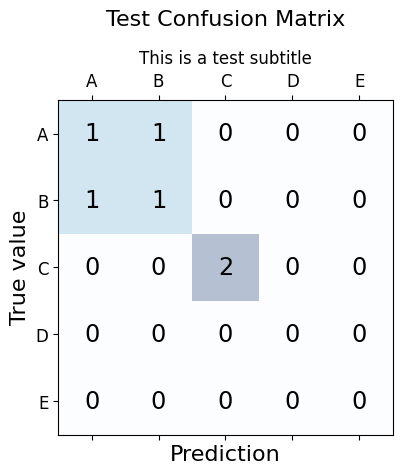 Test Confusion Matrix
This is a test subtitle
A B C D E
A 1 1 0 0 0
B 1 1 0 0 0
C 0 0 2 0 0
D 0 0 0 0 0
E 0 0 0 0 0
True value
Prediction